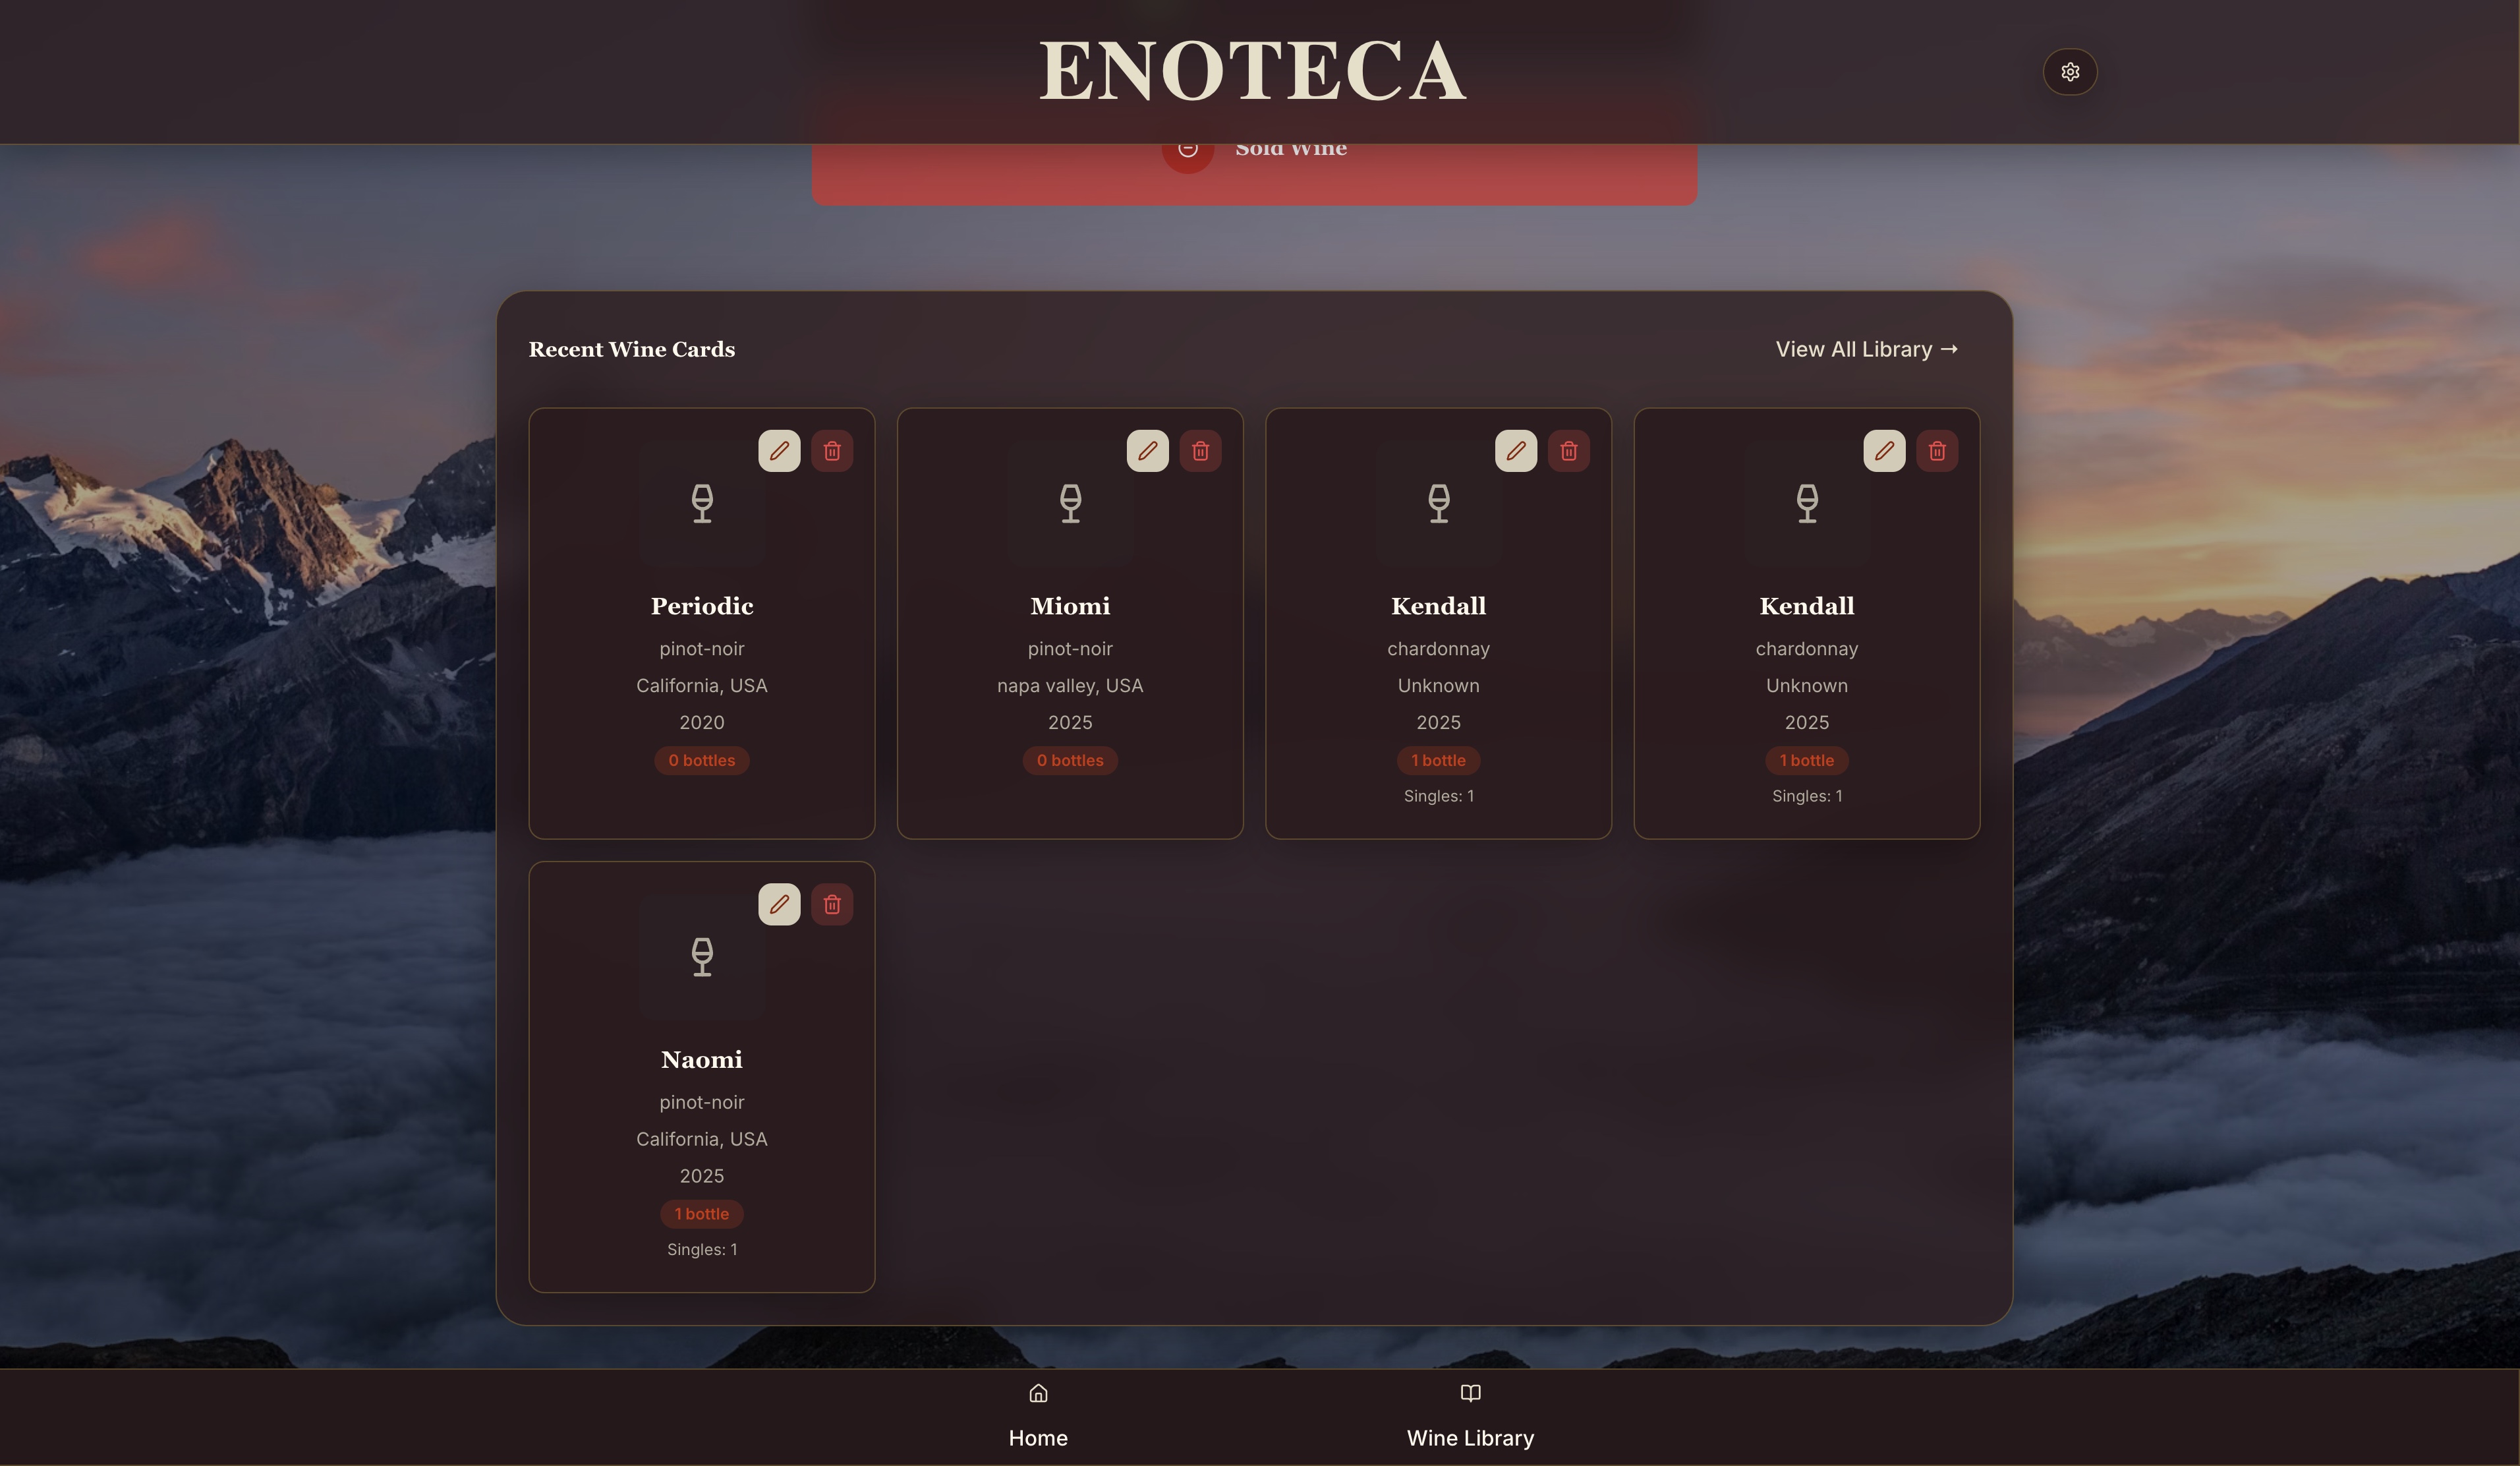 ENOTECA
Sold Wine
Recent Wine Cards
View All Library →
Periodic
pinot-noir
California, USA
2020
0 bottles
Miomi
pinot-noir
napa valley, USA
2025
0 bottles
Kendall
chardonnay
Unknown
2025
1 bottle
Singles: 1
Kendall
chardonnay
Unknown
2025
1 bottle
Singles: 1
Naomi
pinot-noir
California, USA
2025
1 bottle
Singles: 1
Home
Wine Library